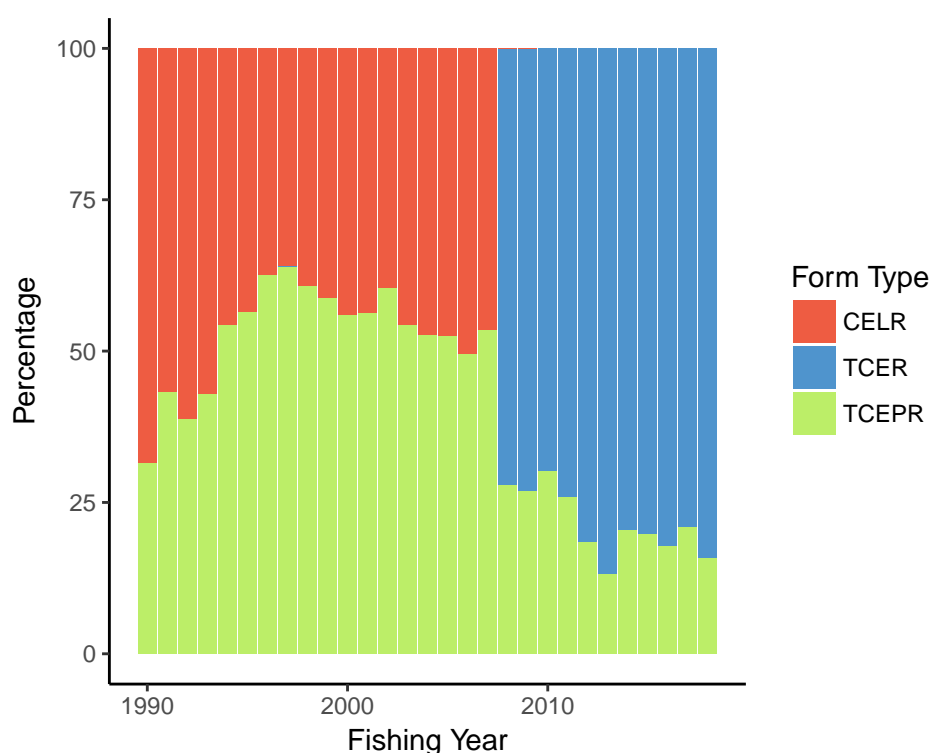 100
75
50
25
0
Percentage
1990
2000
2010
Fishing Year
Form Type
CELR
TCER
TCEPR